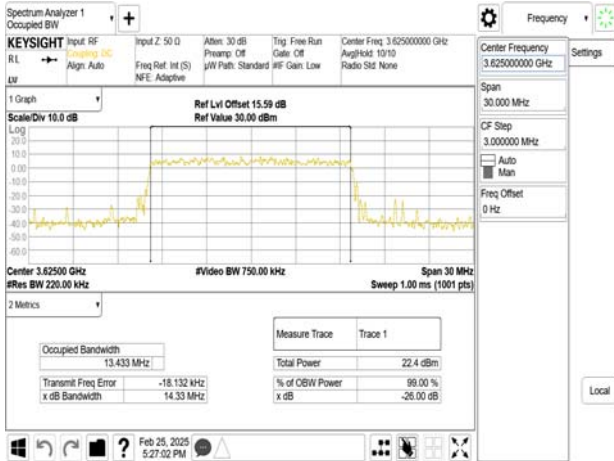 Spectrum Analyzer 1
Occupied BW
Frequency
KEYSIGHT
RL
Input: RF
Coupling: DC
Align: Auto
Input Z: 50 Ω
Freq Ref: Int (S)
NFE: Adaptive
Atten: 30 dB
Preamp: Off
µW Path: Standard
Trig: Free Run
Gate: Off
#IF Gain: Low
Center Freq: 3.625000000 GHz
Avg|Hold: 10/10
Radio Std: None
Center Frequency
3.625000000 GHz
Settings
Span
30.000 MHz
CF Step
3.000000 MHz
Auto
Man
Freq Offset
0 Hz
Local
1 Graph
Scale/Div 10.0 dB
Ref Lvl Offset 15.59 dB
Ref Value 30.00 dBm
Log
20.0
10.0
0.00
-10.0
-20.0
-30.0
-40.0
-50.0
-60.0
Center 3.62500 GHz
#Video BW 750.00 kHz
Span 30 MHz
#Res BW 220.00 kHz
Sweep 1.00 ms (1001 pts)
2 Metrics
Measure Trace Trace 1
Occupied Bandwidth
13.433 MHz
Total Power 22.4 dBm
Transmit Freq Error -18.132 kHz
% of OBW Power 99.00 %
x dB Bandwidth 14.33 MHz
x dB -26.00 dB
?
Feb 25, 2025
5:27:02 PM